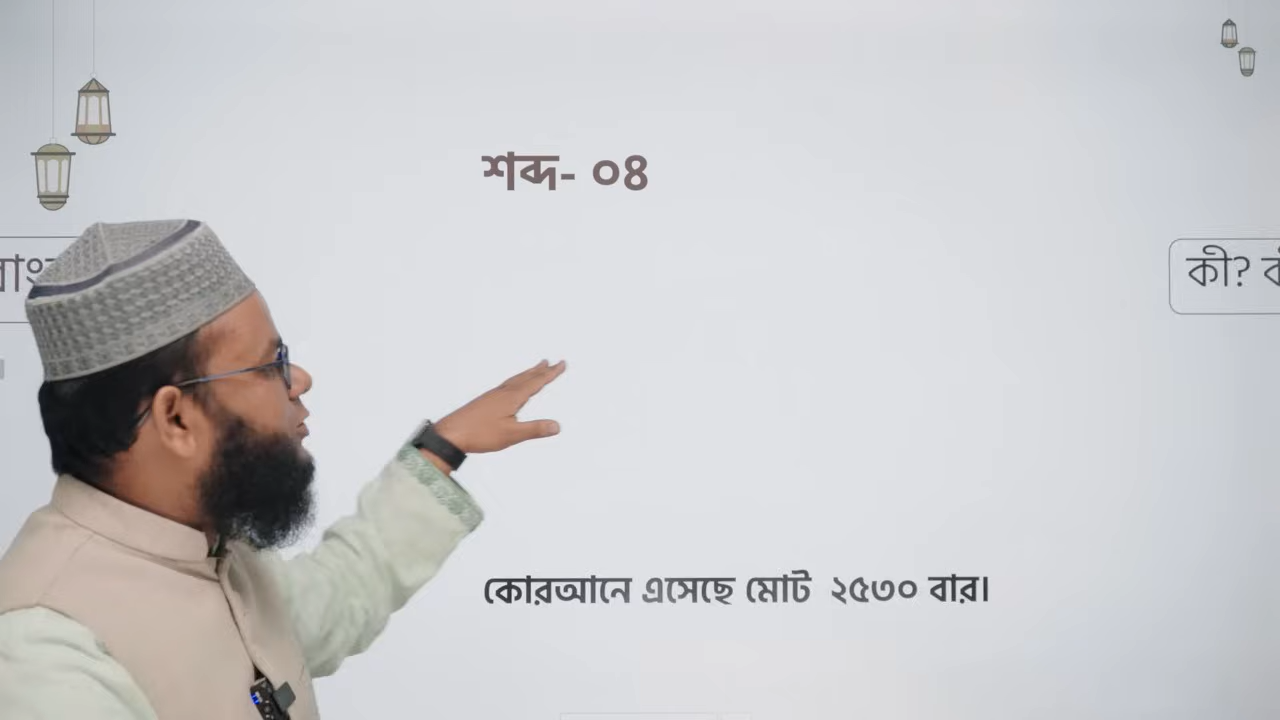 শব্দ- ০৪
কী?
কোরআনে এসেছে মোট ২৫৩০ বার।